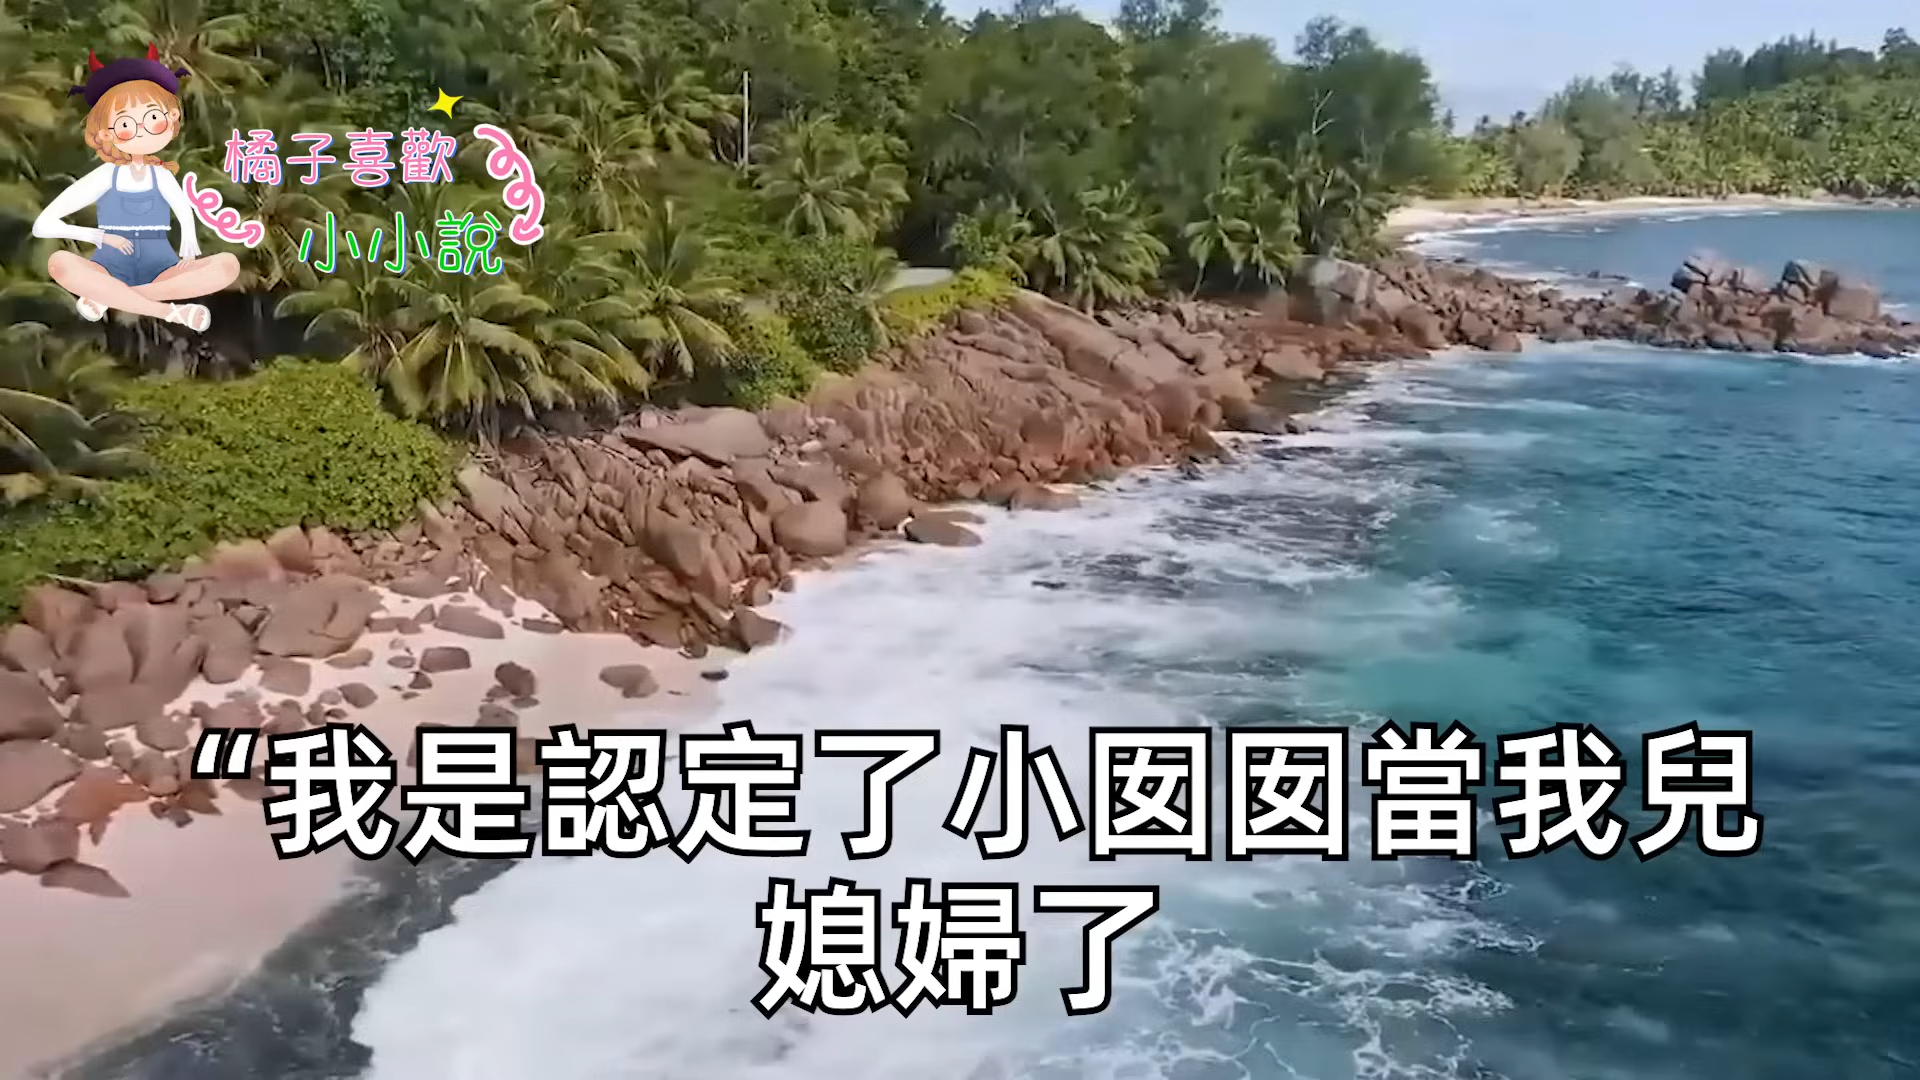 橘子喜歡
小小說
“我是認定了小囡囡當我兒
媳婦了